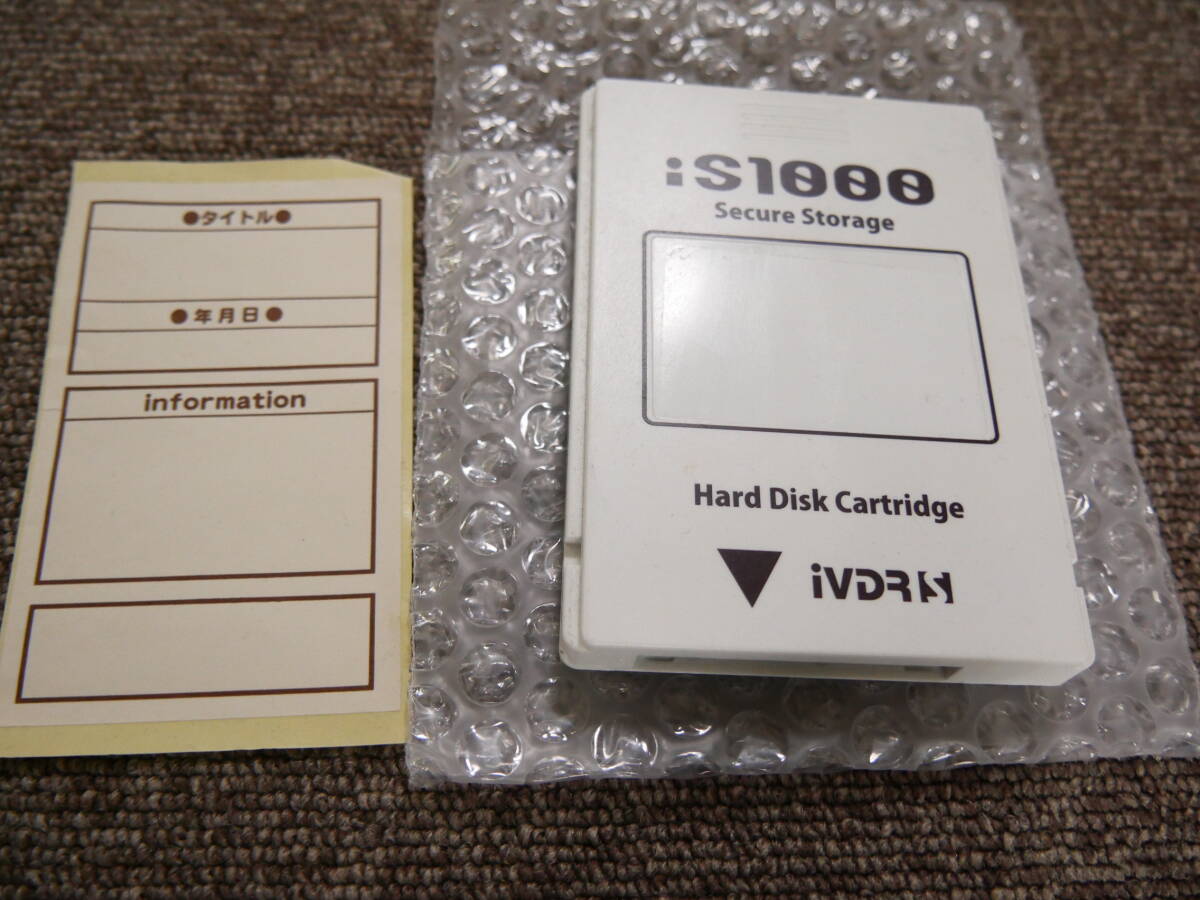 ●タイトル●
●年月日●
information
iS1000
Secure Storage
Hard Disk Cartridge
iVDR S